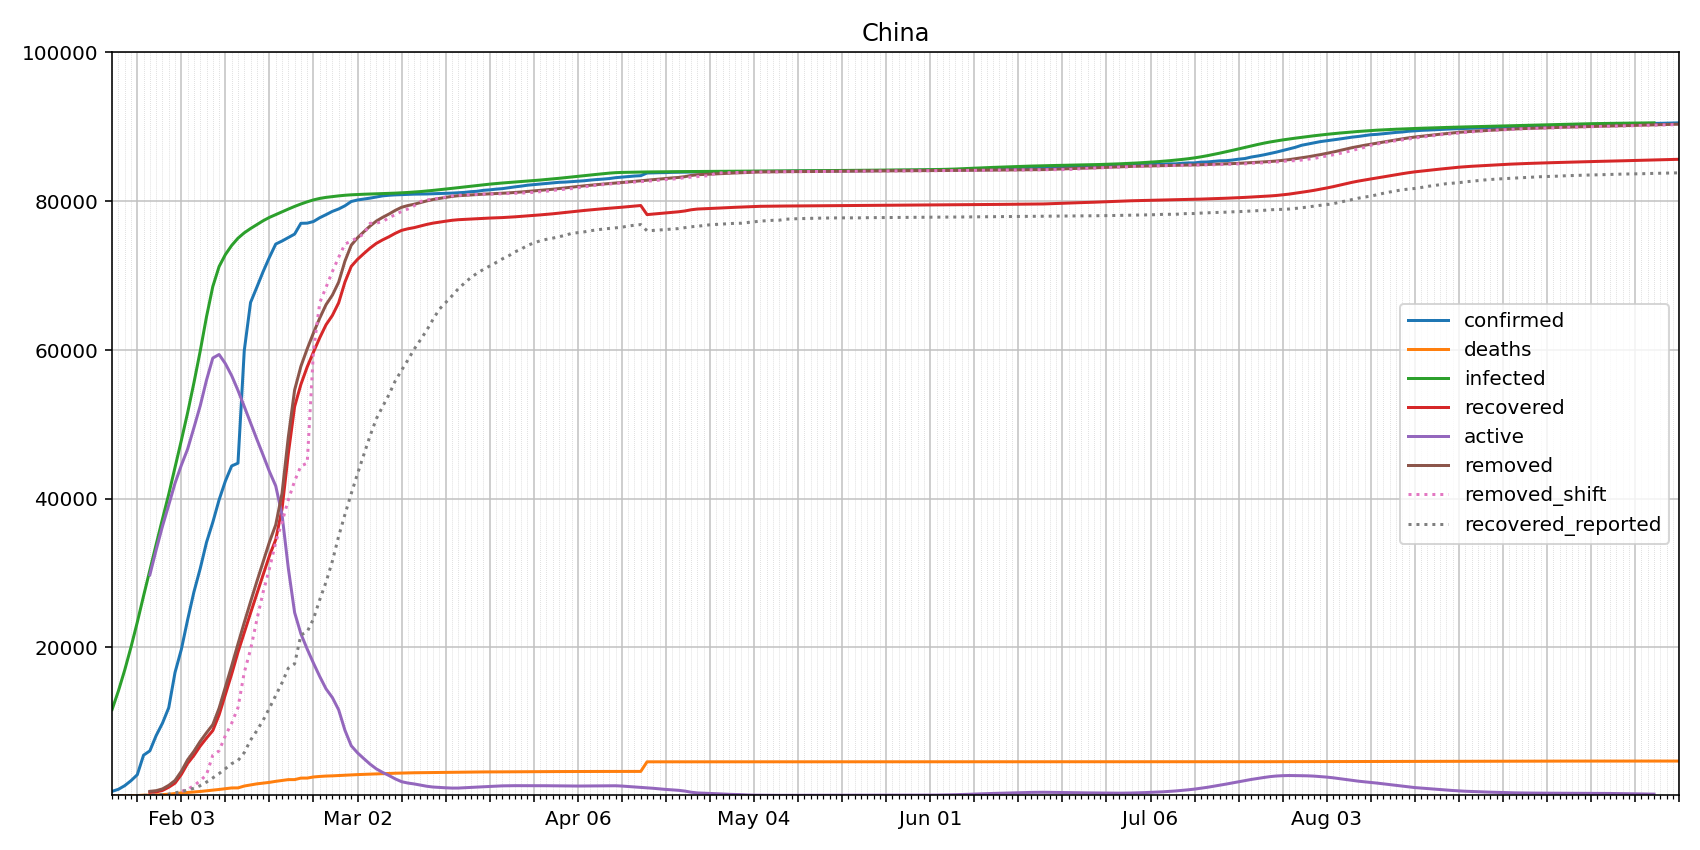 China
100000
80000
60000
40000
20000
Feb 03
Mar 02
Apr 06
May 04
Jun 01
Jul 06
Aug 03
confirmed
deaths
infected
recovered
active
removed
removed_shift
recovered_reported